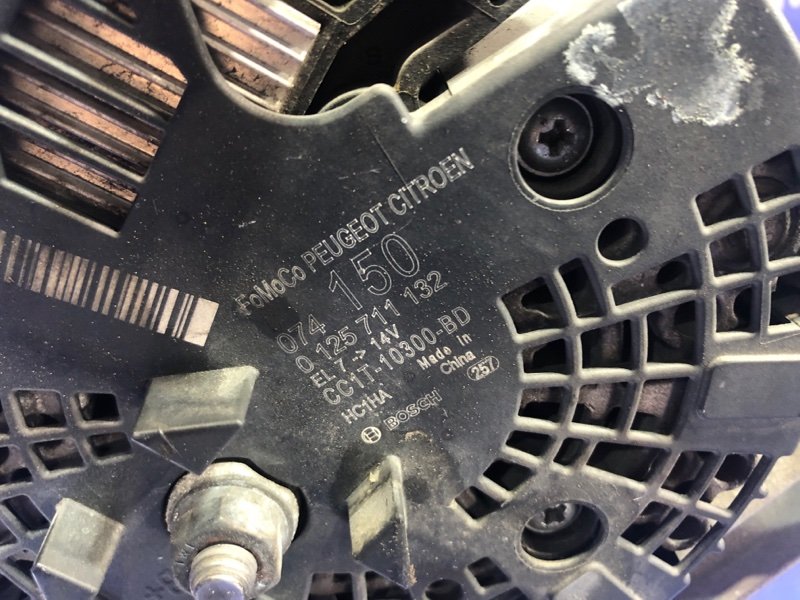 FoMoCo PEUGEOT CITROEN
074 150
0 125 711 132
EL 7 -> 14V
CC1T-10300-BD
HC1HA
Made in
China
257
BOSCH